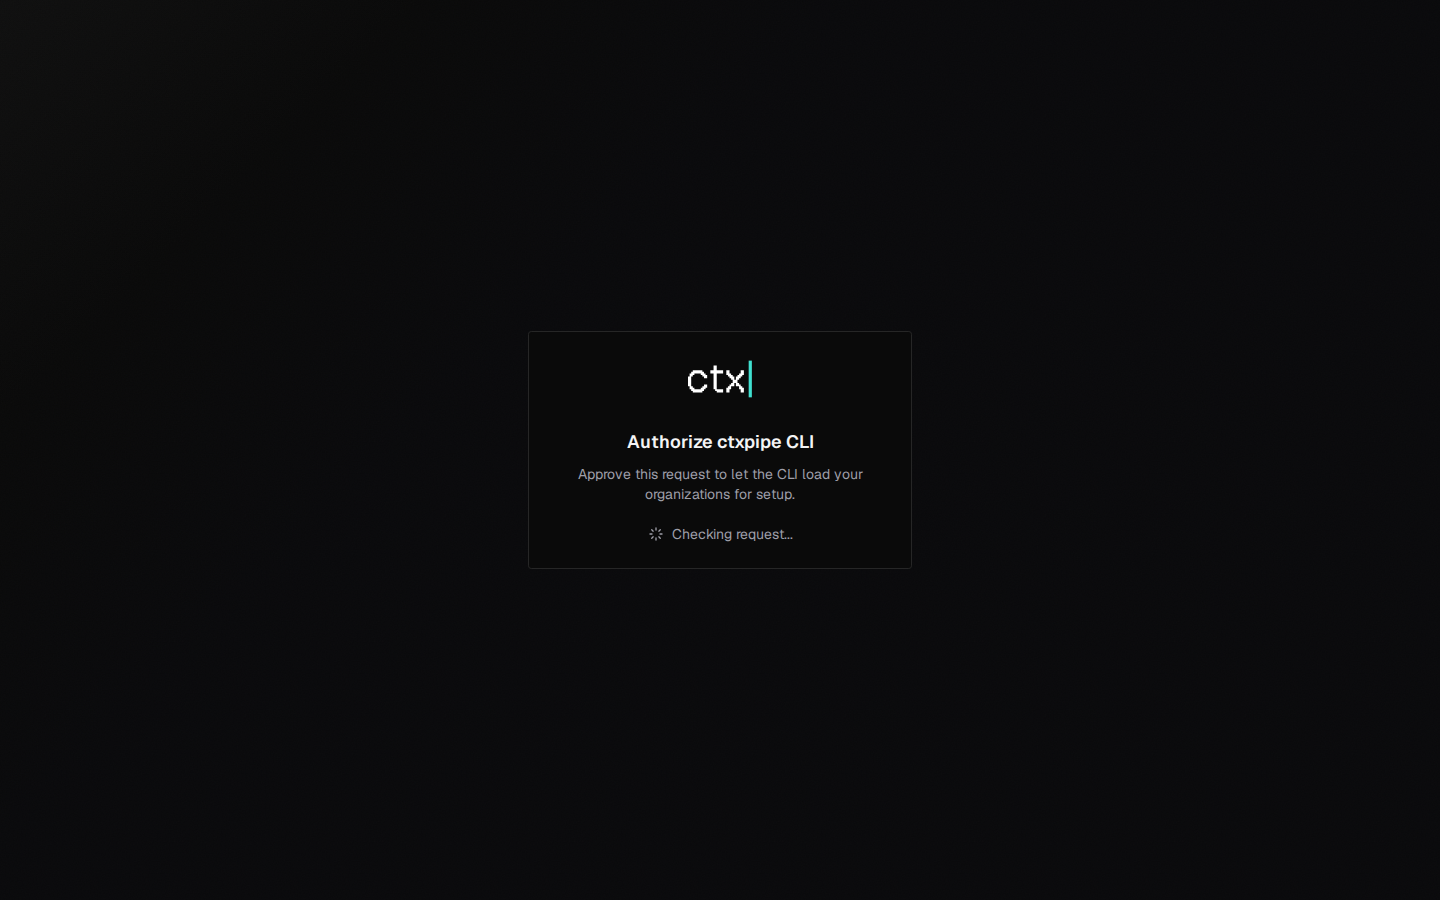 ctx
Authorize ctxpipe CLI
Approve this request to let the CLI load your
organizations for setup.
Checking request...